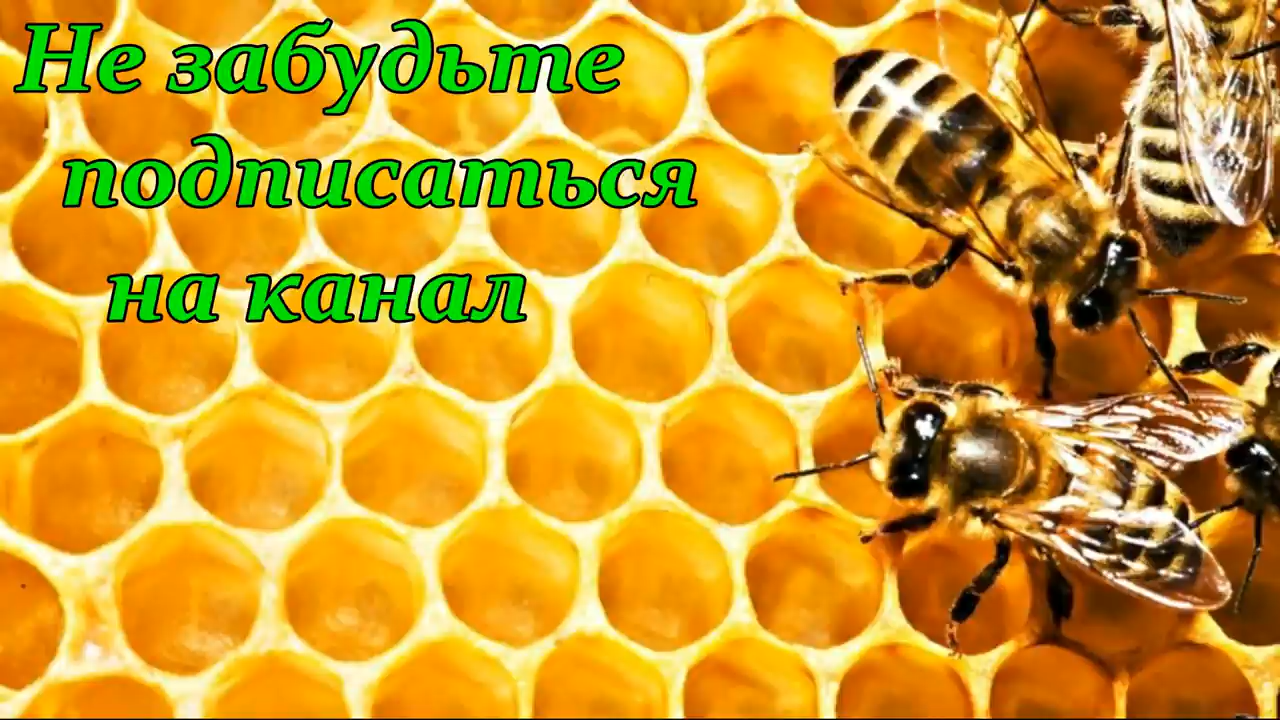 Не забудьте
подписаться
на канал